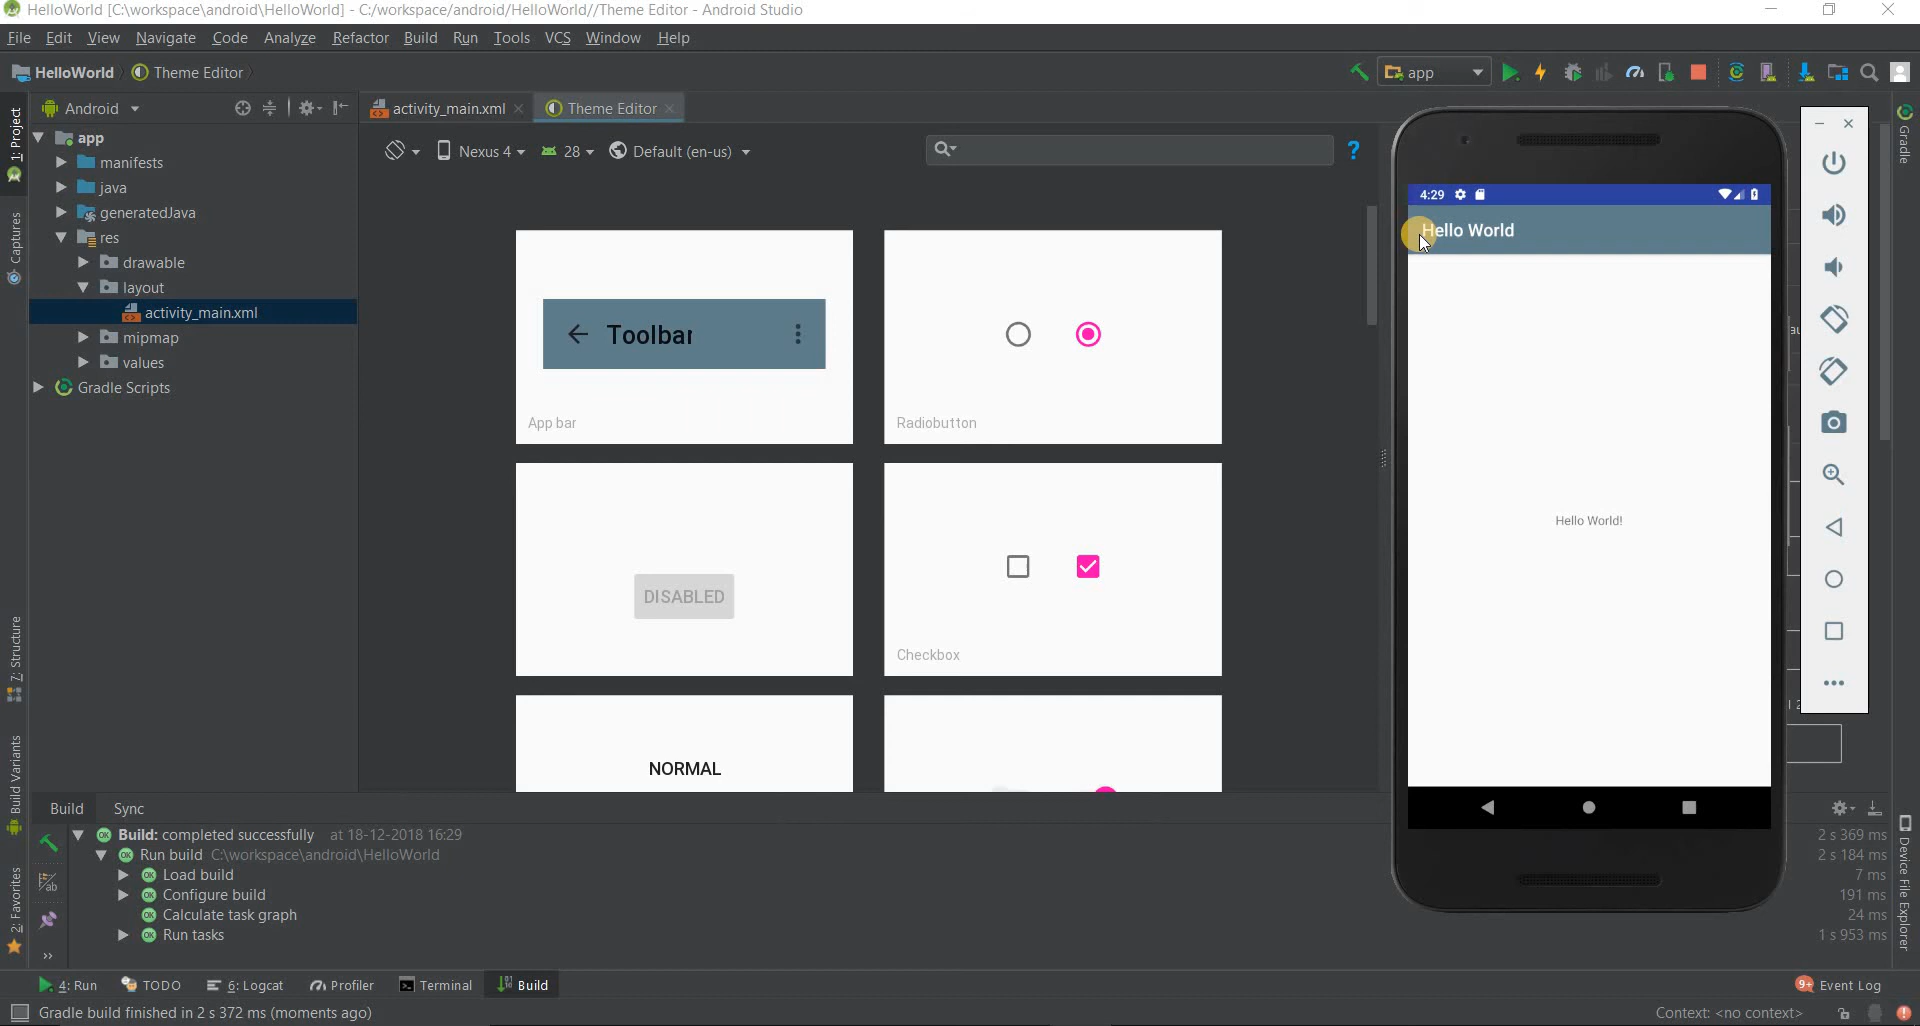 HelloWorld [C:\workspace\android\HelloWorld] - C:/workspace/android/HelloWorld//Theme Editor - Android Studio
File Edit View Navigate Code Analyze Refactor Build Run Tools VCS Window Help
HelloWorld Theme Editor app
Android activity_main.xml Theme Editor
Nexus 4 28 Default (en-us) ?
1: Project
Captures
7: Structure
Build Variants
2: Favorites
app
manifests
java
generatedJava
res
drawable
layout
activity_main.xml
mipmap
values
Gradle Scripts
Toolbar
App bar
Radiobutton
DISABLED
Checkbox
NORMAL
4:29
Hello World
Hello World!
Gradle
Device File Explorer
Build Sync
Build: completed successfully at 18-12-2018 16:29 2 s 369 ms
Run build C:\workspace\android\HelloWorld 2 s 184 ms
Load build 7 ms
Configure build 191 ms
Calculate task graph 24 ms
Run tasks 1 s 953 ms
4: Run TODO 6: Logcat Profiler Terminal Build 9+ Event Log
Gradle build finished in 2 s 372 ms (moments ago) Context: <no context>